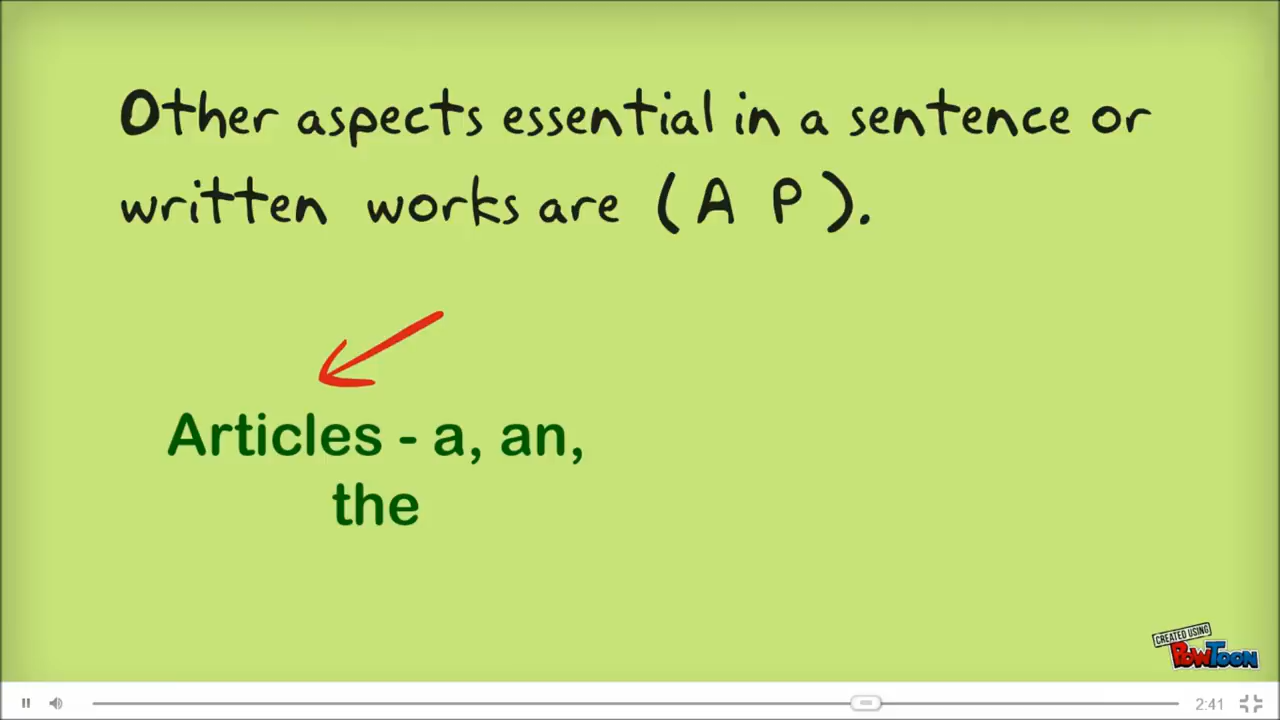 Other aspects essential in a sentence or
written works are (A P).
Articles - a, an,
the
CREATED USING
PowToon
2:41